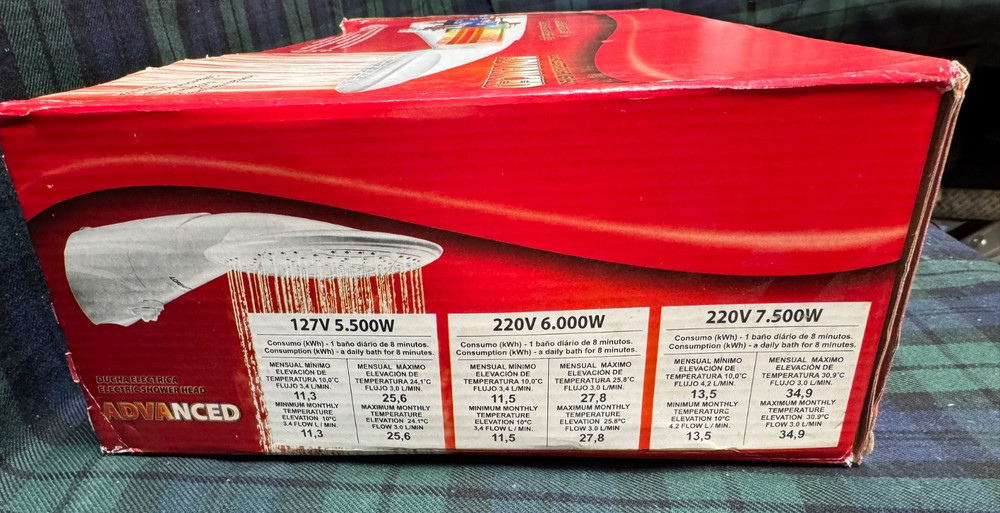 DUCHA ELECTRICA
ELECTRIC SHOWER HEAD
ADVANCED
127V 5.500W
Consumo (kWh) - 1 baño diário de 8 minutos.
Consumption (kWh) - a daily bath for 8 minutes.
MENSUAL MÍNIMO
ELEVACIÓN DE
TEMPERATURA 10,0°C
FLUJO 3,4 L/MIN.
11,3
MINIMUM MONTHLY
TEMPERATURE
ELEVATION 10°C
3.4 FLOW L / MIN.
11,3
MENSUAL MÁXIMO
ELEVACIÓN DE
TEMPERATURA 24,1°C
FLUJO 3,0 L/MIN.
25,6
MAXIMUM MONTHLY
TEMPERATURE
ELEVATION 24.1°C
FLOW 3.0 L/MIN.
25,6
220V 6.000W
Consumo (kWh) - 1 baño diário de 8 minutos.
Consumption (kWh) - a daily bath for 8 minutes.
MENSUAL MÍNIMO
ELEVACIÓN DE
TEMPERATURA 10,0°C
FLUJO 3,4 L/MIN.
11,5
MINIMUM MONTHLY
TEMPERATURE
ELEVATION 10°C
3,4 FLOW L / MIN.
11,5
MENSUAL MÁXIMO
ELEVACIÓN DE
TEMPERATURA 25,8°C
FLUJO 3.0 L/MIN.
27,8
MAXIMUM MONTHLY
TEMPERATURE
ELEVATION 25.8°C
FLOW 3.0 L/MIN
27,8
220V 7.500W
Consumo (kWh) - 1 baño diário de 8 minutos.
Consumption (kWh) - a daily bath for 8 minutes.
MENSUAL MÍNIMO
ELEVACIÓN DE
TEMPERATURA 10,0°C
FLUJO 4,2 L/MIN.
13,5
MINIMUM MONTHLY
TEMPERATURE
ELEVATION 10°C
4.2 FLOW L / MIN.
13,5
MENSUAL MÁXIMO
ELEVACIÓN DE
TEMPERATURA 30,9°C
FLUJO 3,0 L/MIN.
34,9
MAXIMUM MONTHLY
TEMPERATURE
ELEVATION 30.9°C
FLOW 3.0 L/MIN
34,9